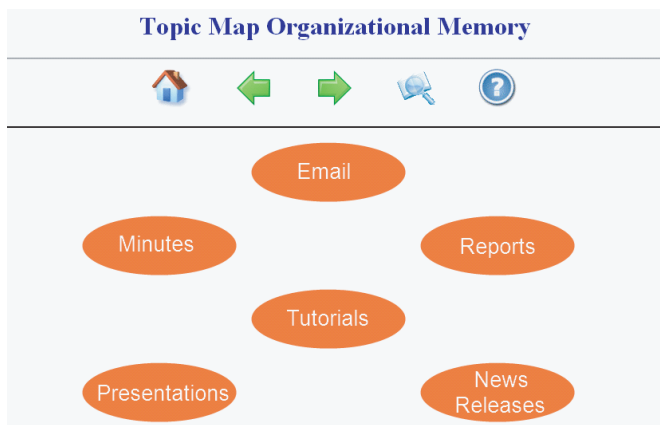 Topic Map Organizational Memory
?
Email
Minutes
Reports
Tutorials
Presentations
News
Releases